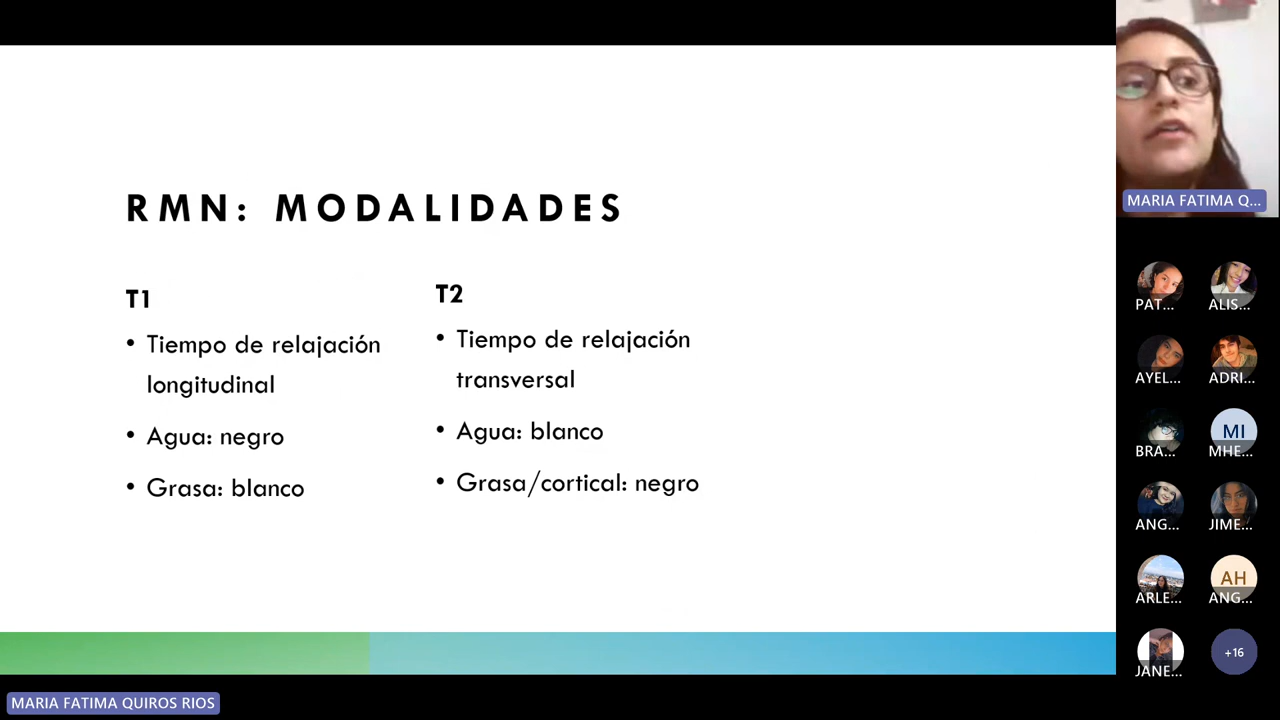 RMN: MODALIDADES
T1
• Tiempo de relajación
longitudinal
• Agua: negro
• Grasa: blanco
T2
• Tiempo de relajación
transversal
• Agua: blanco
• Grasa/cortical: negro
MARIA FATIMA Q...
PAT...
ALIS...
AYEL...
ADRI...
BRA...
MI
MHE...
ANG...
JIME...
ARLE...
AH
ANG...
JANE...
+16
MARIA FATIMA QUIROS RIOS